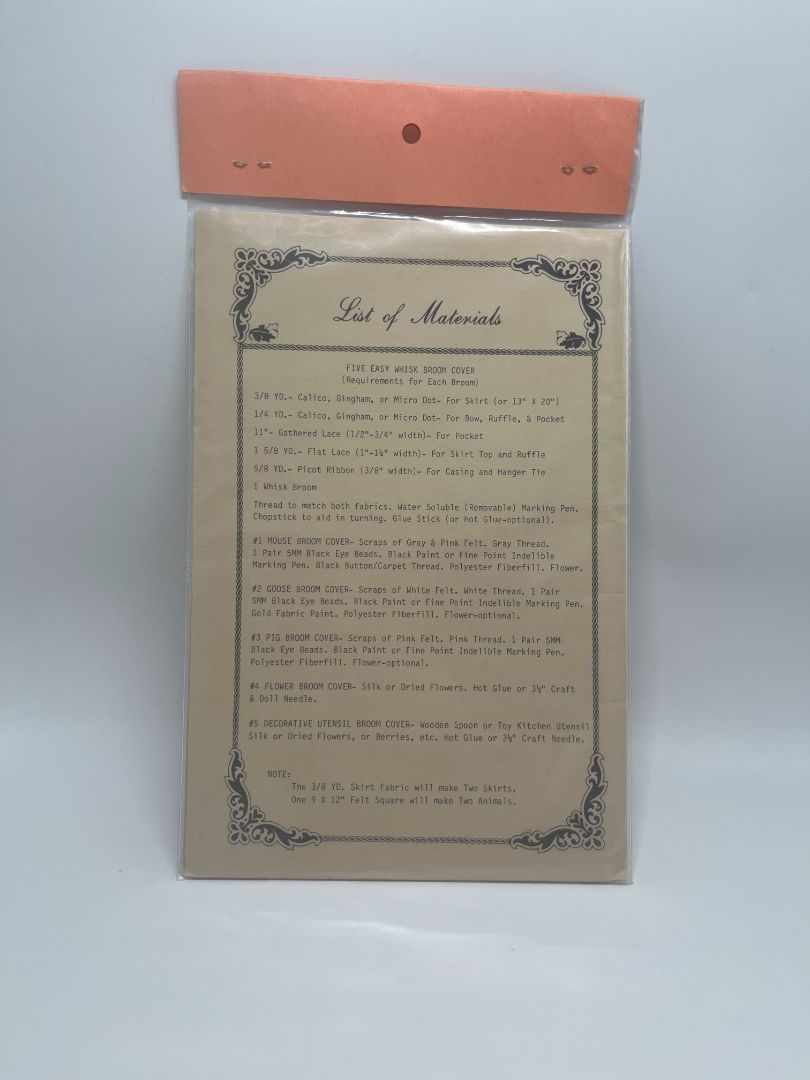 List of Materials
FIVE EASY WHISK BROOM COVER
(Requirements for Each Broom)
3/8 YD.- Calico, Gingham, or Micro Dot- For Skirt (or 13" X 20")
1/4 YD.- Calico, Gingham, or Micro Dot- For Bow, Ruffle, & Pocket
11"- Gathered Lace (1/2"-3/4" width)- For Pocket
1 5/8 YD.- Flat Lace (1"-1¼" width)- For Skirt Top and Ruffle
5/8 YD.- Picot Ribbon (3/8" width)- For Casing and Hanger Tie
1 Whisk Broom
Thread to match both fabrics. Water Soluble (Removable) Marking Pen.
Chopstick to aid in turning. Glue Stick (or Hot Glue-optional).
#1 MOUSE BROOM COVER- Scraps of Gray & Pink Felt. Gray Thread.
1 Pair 5MM Black Eye Beads. Black Paint or Fine Point Indelible
Marking Pen. Black Button/Carpet Thread. Polyester Fiberfill. Flower.
#2 GOOSE BROOM COVER- Scraps of White Felt. White Thread. 1 Pair
5MM Black Eye Beads. Black Paint or Fine Point Indelible Marking Pen.
Gold Fabric Paint. Polyester Fiberfill. Flower-optional.
#3 PIG BROOM COVER- Scraps of Pink Felt. Pink Thread. 1 Pair 5MM
Black Eye Beads. Black Paint or Fine Point Indelible Marking Pen.
Polyester Fiberfill. Flower-optional.
#4 FLOWER BROOM COVER- Silk or Dried Flowers. Hot Glue or 3½" Craft
& Doll Needle.
#5 DECORATIVE UTENSIL BROOM COVER- Wooden Spoon or Toy Kitchen Utensil
Silk or Dried Flowers, or Berries, etc. Hot Glue or 3½" Craft Needle.
NOTE:
The 3/8 YD. Skirt Fabric will make Two Skirts.
One 9 X 12" Felt Square will make Two Animals.